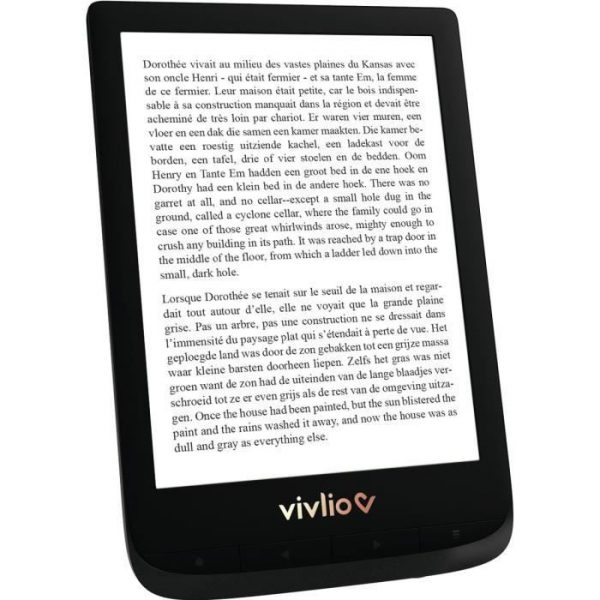 Dorothée vivait au milieu des vastes plaines du Kansas avec
son oncle Henri - qui était fermier - et sa tante Em, la femme
de ce fermier. Leur maison était petite, car le bois indispen-
sable à sa construction manquait dans la région et devait être
acheminé de très loin par chariot. Er waren vier muren, een
vloer en een dak die samen een kamer maakten. Die kamer be-
vatte een roestig uitziende kachel, een ladekast voor de
borden, een tafel, drie of vier stoelen en de bedden. Oom
Henry en Tante Em hadden een groot bed in de ene hoek en
Dorothy had een klein bed in de andere hoek. There was no
garret at all, and no cellar--except a small hole dug in the
ground, called a cyclone cellar, where the family could go in
case one of those great whirlwinds arose, mighty enough to
crush any building in its path. It was reached by a trap door in
the middle of the floor, from which a ladder led down into the
small, dark hole.
Lorsque Dorothée se tenait sur le seuil de la maison et regar-
dait tout autour d'elle, elle ne voyait que la grande plaine
grise. Pas un arbre, pas une construction ne se dressait dans
l'immensité du paysage plat qui s'étendait à perte de vue. Het
geploegde land was door de zon gebakken tot een grijze massa
waar kleine barsten doorheen liepen. Zelfs het gras was niet
groen want de zon had de uiteinden van de lange blaadjes ver-
schroeid tot ze er even grijs als de rest van de omgeving uitza-
gen. Once the house had been painted, but the sun blistered the
paint and the rains washed it away, and now the house was as
dull and gray as everything else.
vivlio